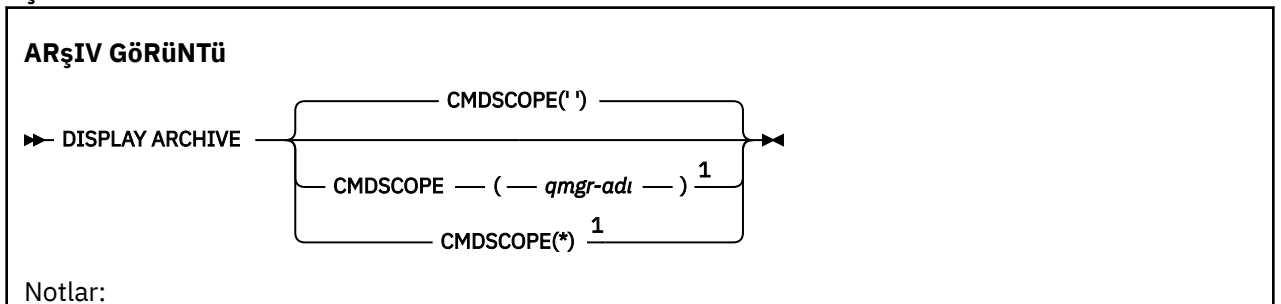 ARşIV GöRüNTü
CMDSCOPE(' ')
DISPLAY ARCHIVE
CMDSCOPE ( qmgr-adı ) 1
CMDSCOPE(*) 1
Notlar: